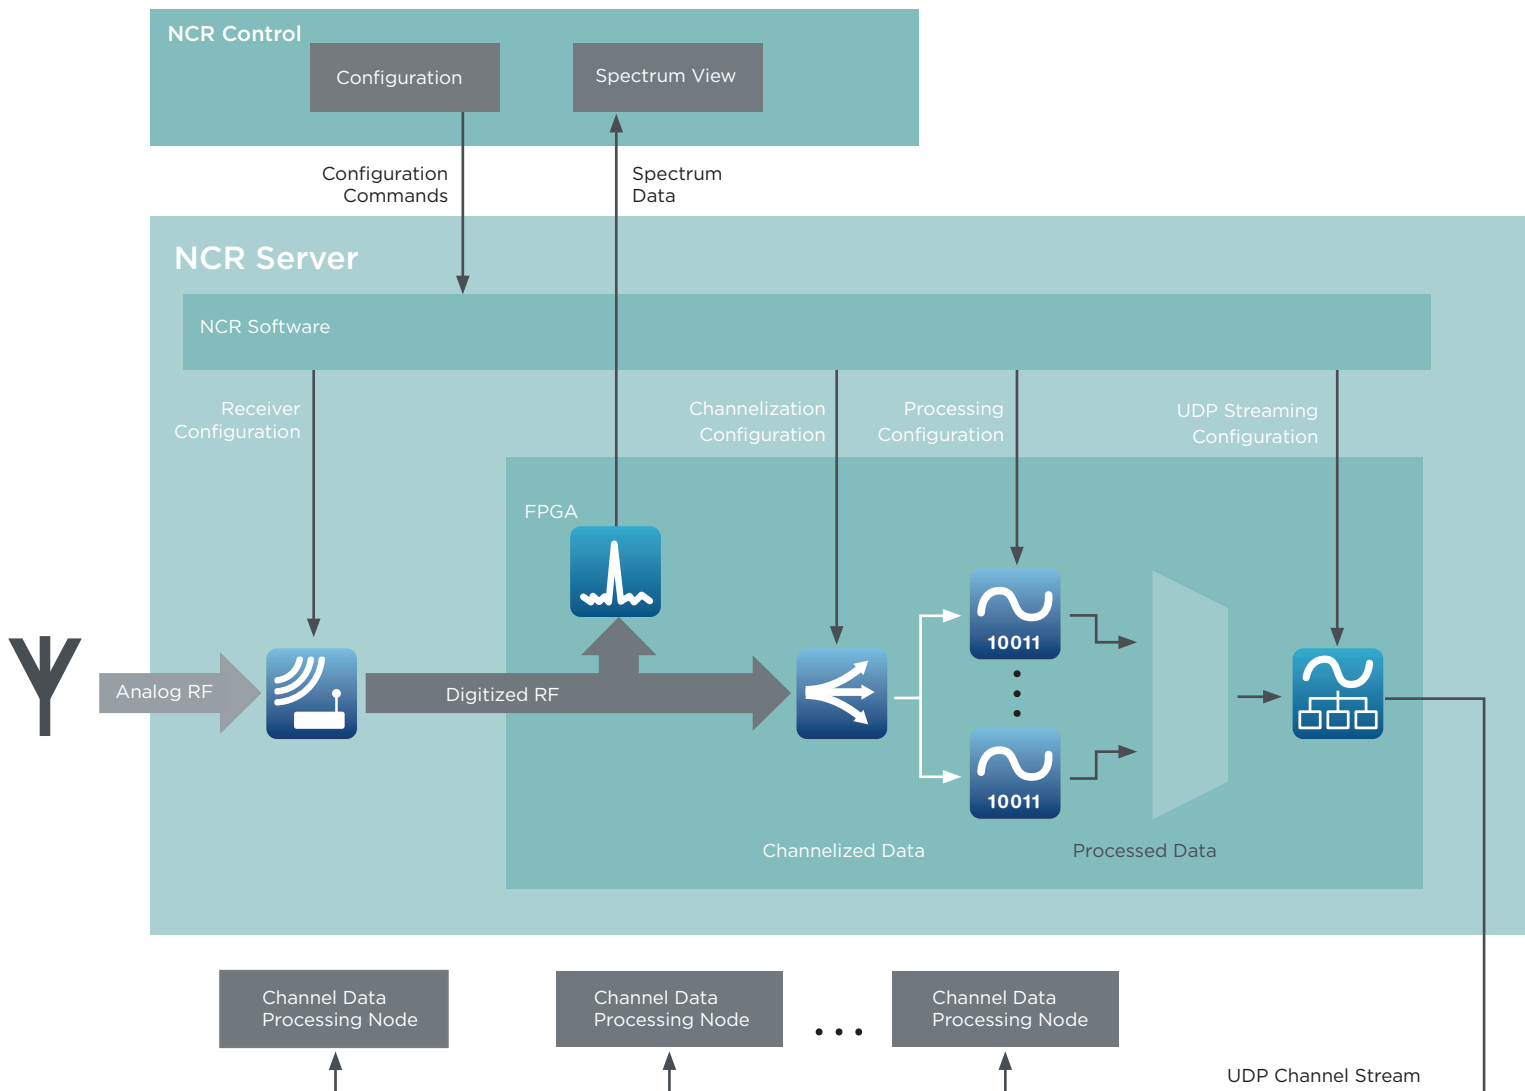 NCR Control
Configuration
Spectrum View
Configuration
Commands
Spectrum
Data
NCR Server
NCR Software
Receiver
Configuration
Channelization
Configuration
Processing
Configuration
UDP Streaming
Configuration
FPGA
Analog RF
Digitized RF
10011
10011
Channelized Data
Processed Data
Channel Data
Processing Node
Channel Data
Processing Node
Channel Data
Processing Node
UDP Channel Stream